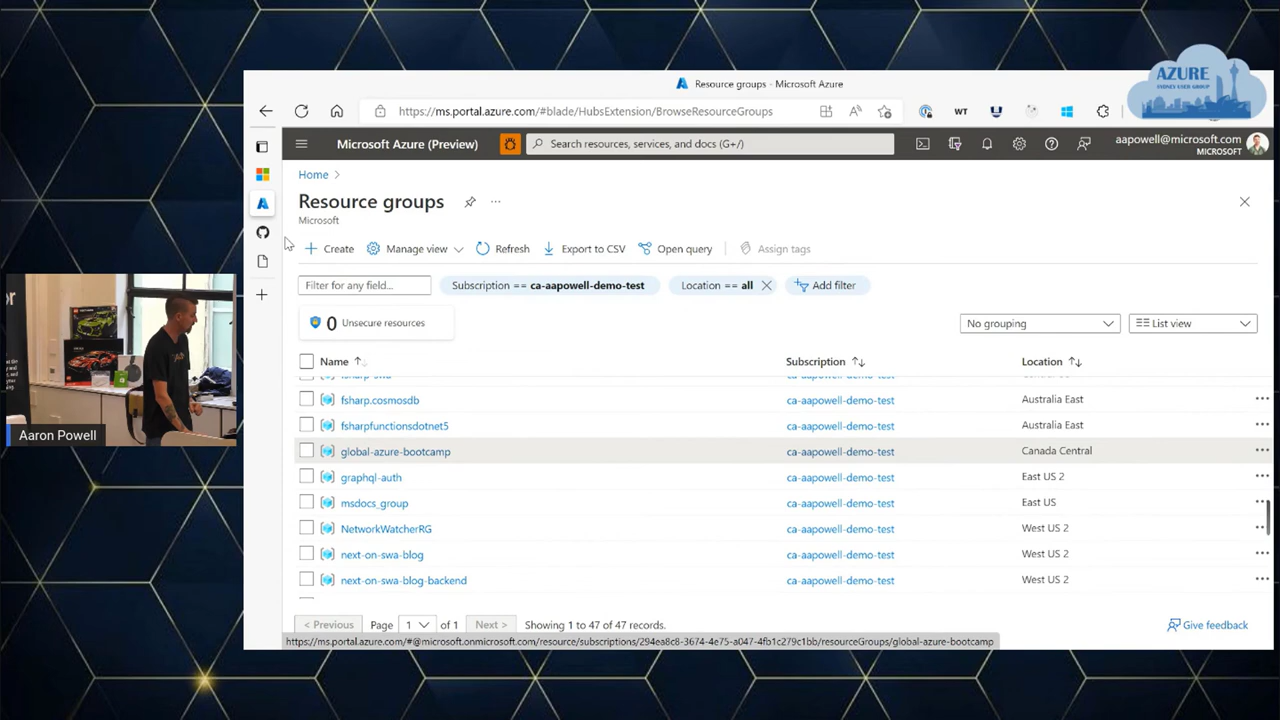 Resource groups - Microsoft Azure
AZURE
SYDNEY USER GROUP
https://ms.portal.azure.com/#blade/HubsExtension/BrowseResourceGroups
WT
Microsoft Azure (Preview)
Search resources, services, and docs (G+/)
aapowell@microsoft.com
MICROSOFT
Home
Resource groups
Microsoft
Create
Manage view
Refresh
Export to CSV
Open query
Assign tags
Filter for any field...
Subscription == ca-aapowell-demo-test
Location == all
Add filter
0 Unsecure resources
No grouping
List view
Name
Subscription
Location
fsharp.cosmosdb ca-aapowell-demo-test Australia East
fsharpfunctionsdotnet5 ca-aapowell-demo-test Australia East
global-azure-bootcamp ca-aapowell-demo-test Canada Central
graphql-auth ca-aapowell-demo-test East US 2
msdocs_group ca-aapowell-demo-test East US
NetworkWatcherRG ca-aapowell-demo-test West US 2
next-on-swa-blog ca-aapowell-demo-test West US 2
next-on-swa-blog-backend ca-aapowell-demo-test West US 2
< Previous Page 1 of 1 Next > Showing 1 to 47 of 47 records.
Give feedback
https://ms.portal.azure.com/#@microsoft.onmicrosoft.com/resource/subscriptions/294ea8c8-3674-4e75-a047-4fb1c279c1bb/resourceGroups/global-azure-bootcamp
Aaron Powell